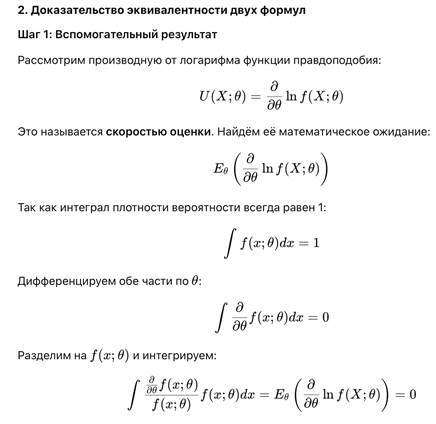 2. Доказательство эквивалентности двух формул
Шаг 1: Вспомогательный результат
Рассмотрим производную от логарифма функции правдоподобия:
U(X; θ) = ∂/∂θ ln f(X; θ)
Это называется скоростью оценки. Найдём её математическое ожидание:
E_θ (∂/∂θ ln f(X; θ))
Так как интеграл плотности вероятности всегда равен 1:
∫ f(x; θ)dx = 1
Дифференцируем обе части по θ:
∫ ∂/∂θ f(x; θ)dx = 0
Разделим на f(x; θ) и интегрируем:
∫ (∂/∂θ f(x; θ))/(f(x; θ)) f(x; θ)dx = E_θ (∂/∂θ ln f(X; θ)) = 0